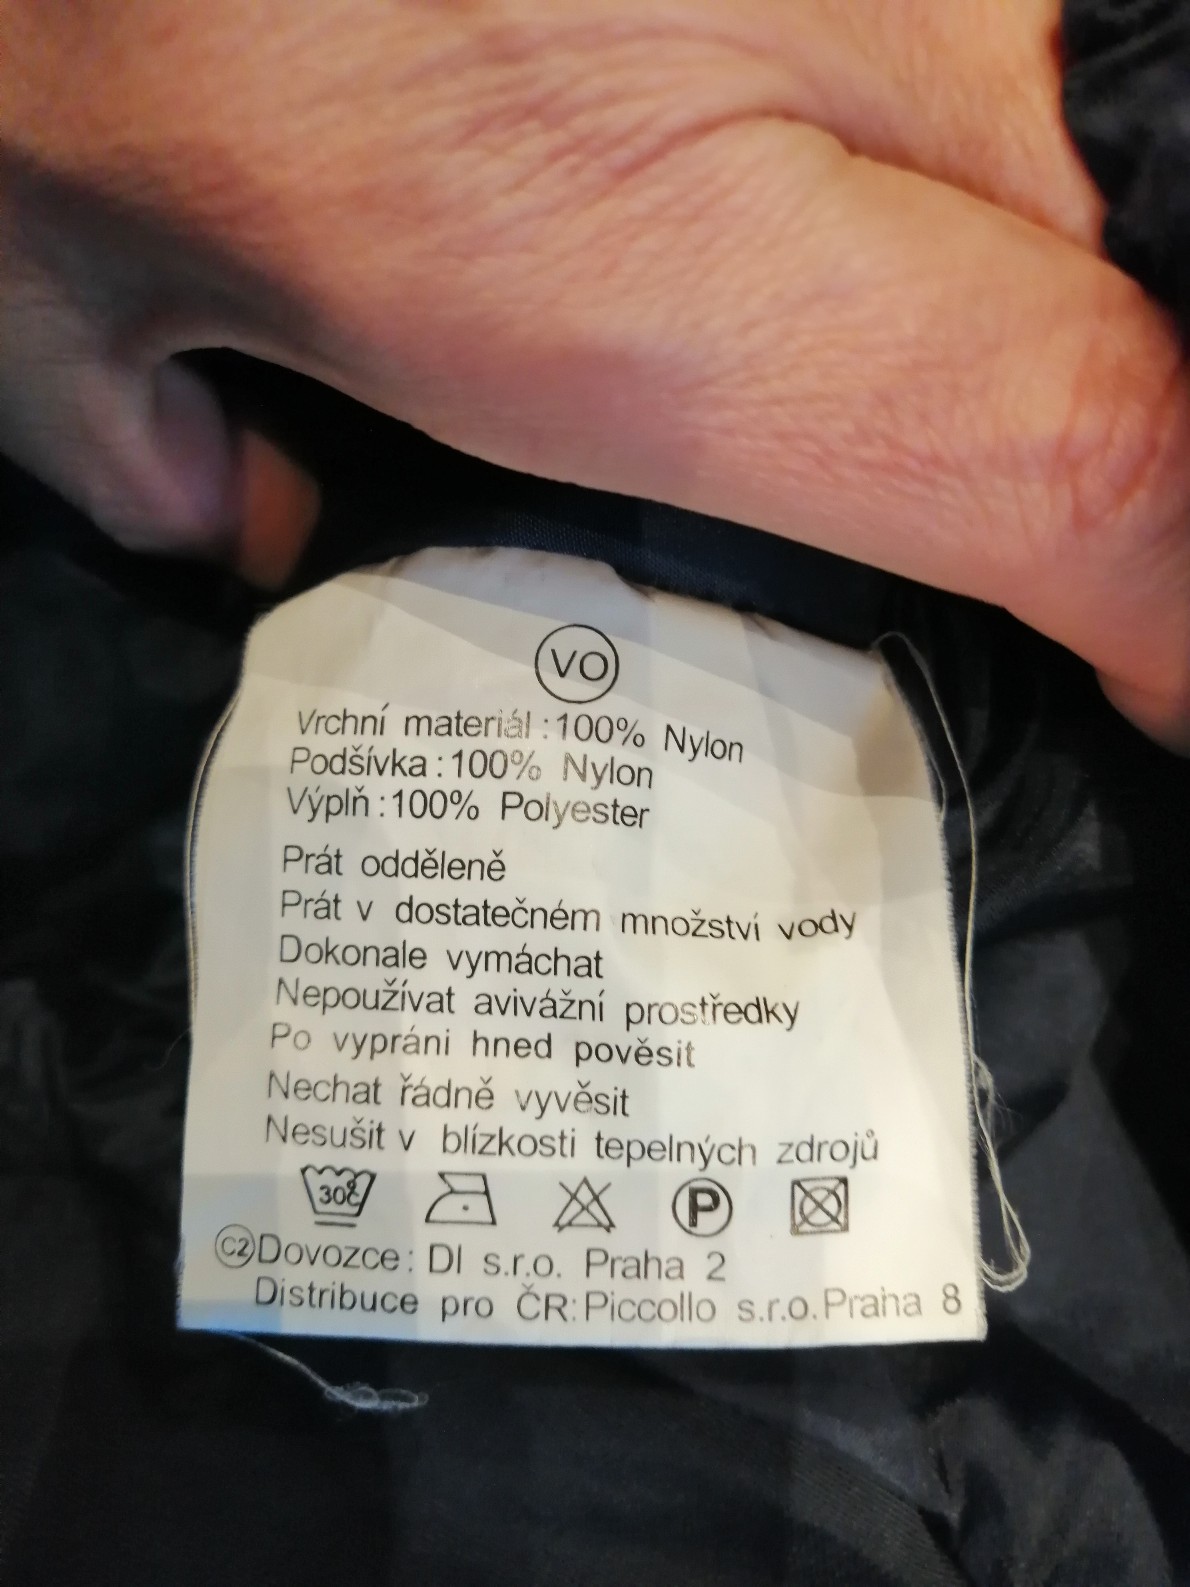 VO
Vrchní materiál : 100% Nylon
Podšívka : 100% Nylon
Výplň : 100% Polyester
Prát odděleně
Prát v dostatečném množství vody
Dokonale vymáchat
Nepoužívat avivážní prostředky
Po vypráni hned pověsit
Nechat řádně vyvěsit
Nesušit v blízkosti tepelných zdrojů
30°C P
C2 Dovozce: DI s.r.o. Praha 2
Distribuce pro ČR: Piccollo s.r.o. Praha 8